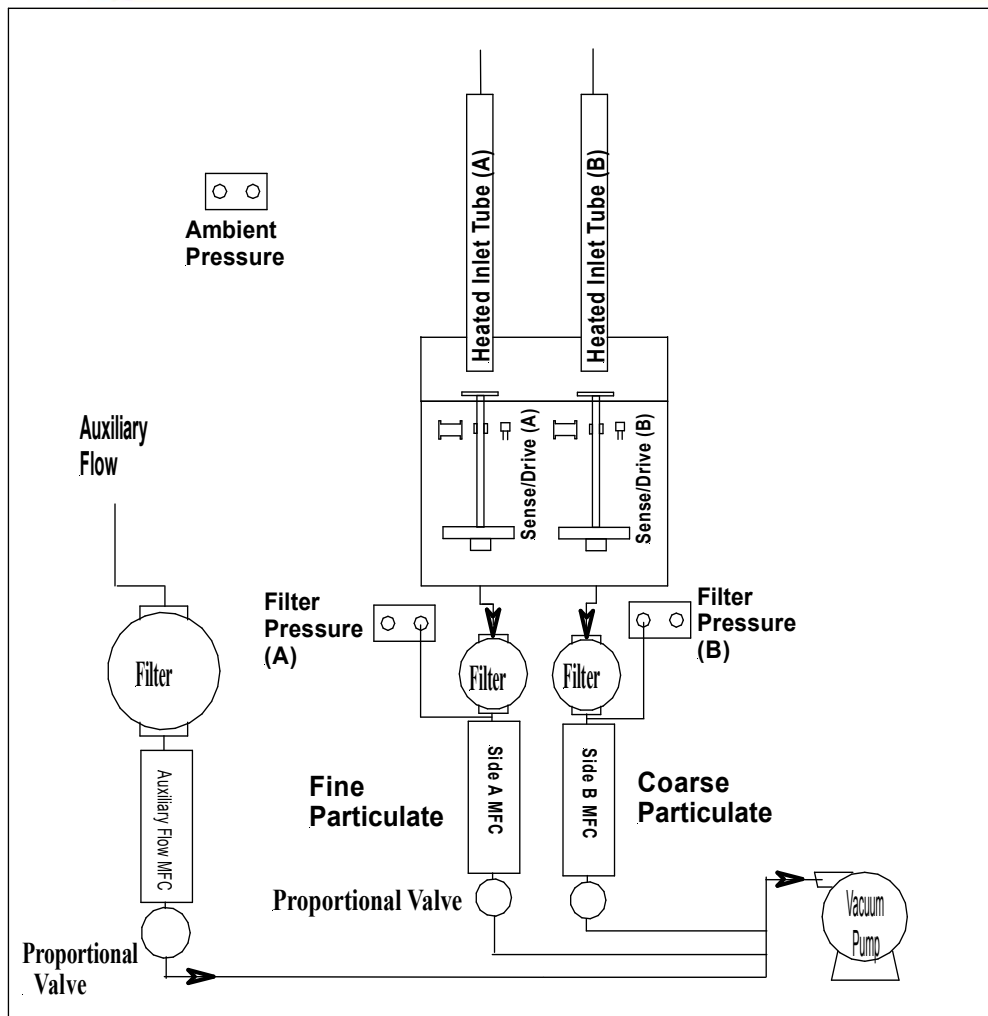 Heated Inlet Tube (A)
Heated Inlet Tube (B)
Ambient
Pressure
Auxiliary
Flow
Sense/Drive (A)
Sense/Drive (B)
Filter
Pressure
(A)
Filter
Pressure
(B)
Filter
Filter
Filter
Auxiliary Flow MFC
Side A MFC
Side B MFC
Fine
Particulate
Coarse
Particulate
Proportional Valve
Vacuum
Pump
Proportional
Valve